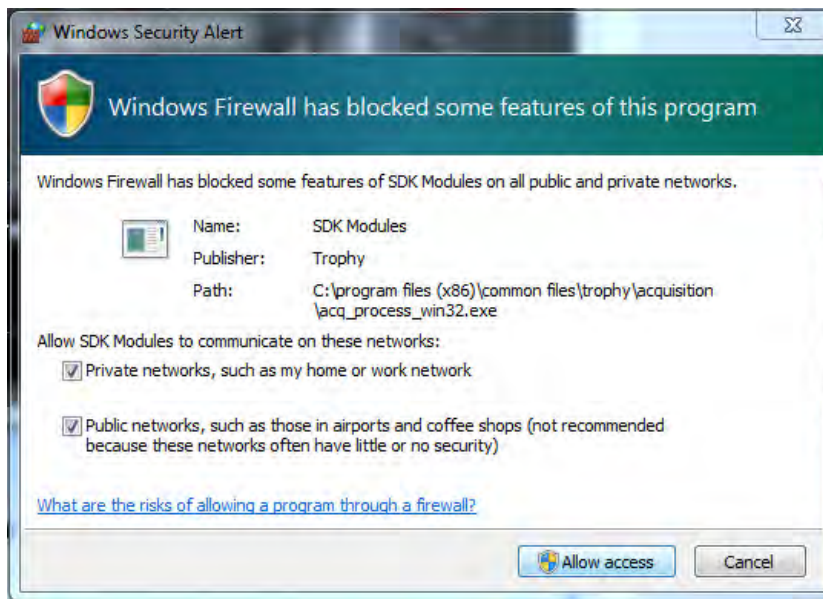 Windows Security Alert
Windows Firewall has blocked some features of this program
Windows Firewall has blocked some features of SDK Modules on all public and private networks.
Name: SDK Modules
Publisher: Trophy
Path: C:\program files (x86)\common files\trophy\acquisition
\acq_process_win32.exe
Allow SDK Modules to communicate on these networks:
Private networks, such as my home or work network
Public networks, such as those in airports and coffee shops (not recommended
because these networks often have little or no security)
What are the risks of allowing a program through a firewall?
Allow access Cancel